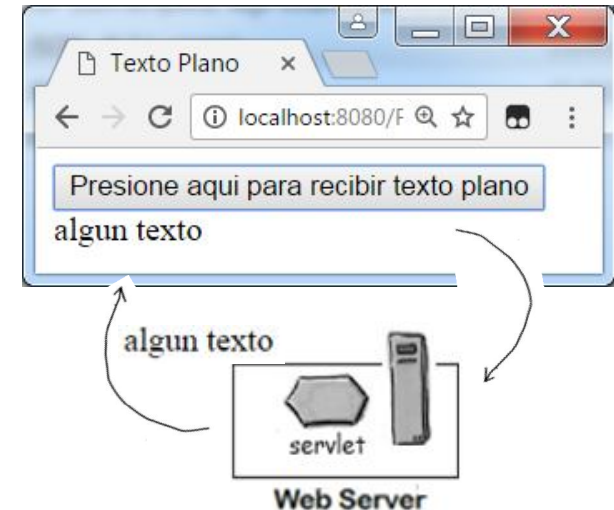 Texto Plano
localhost:8080/F
Presione aqui para recibir texto plano
algun texto
algun texto
servlet
Web Server